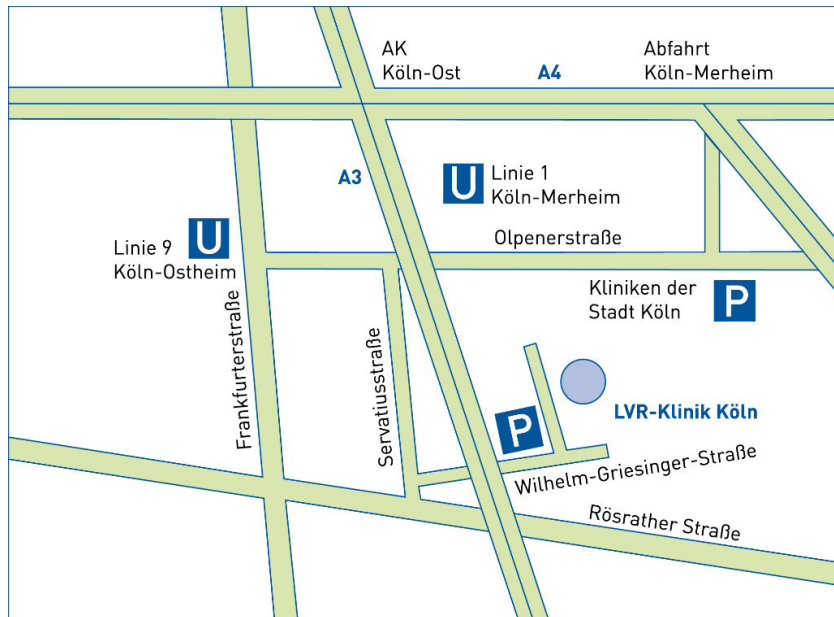 AK
Köln-Ost
A4
Abfahrt
Köln-Merheim
A3
U
Linie 1
Köln-Merheim
Linie 9
Köln-Ostheim
U
Olpenerstraße
Kliniken der
Stadt Köln
P
Frankfurterstraße
Servatiusstraße
P
LVR-Klinik Köln
Wilhelm-Griesinger-Straße
Rösrather Straße